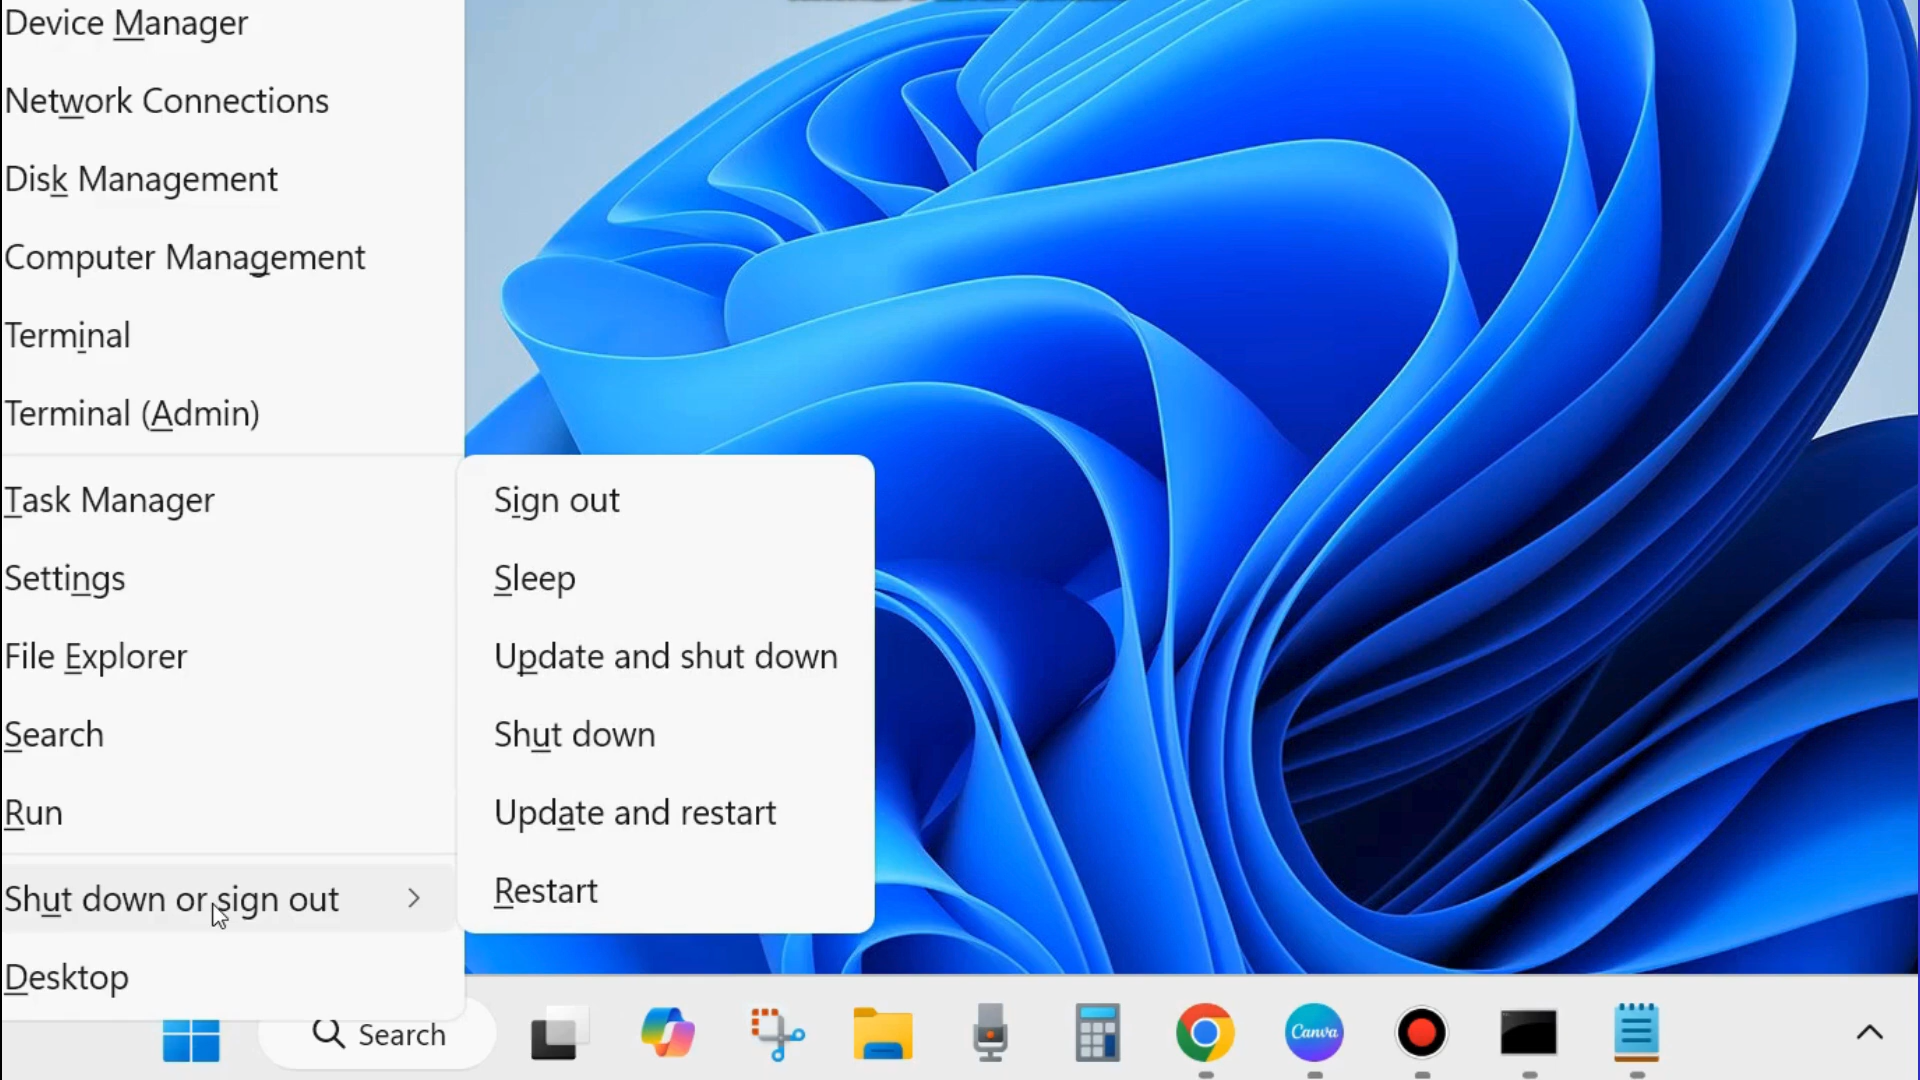 Device Manager
Network Connections
Disk Management
Computer Management
Terminal
Terminal (Admin)
Task Manager
Settings
File Explorer
Search
Run
Shut down or sign out
Desktop
Sign out
Sleep
Update and shut down
Shut down
Update and restart
Restart
Search
Canva